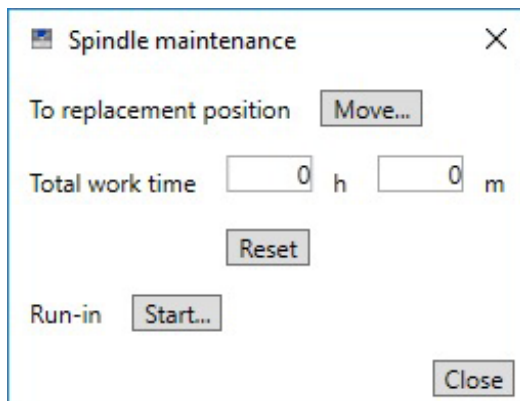 Spindle maintenance
To replacement position Move...
Total work time 0 h 0 m
Reset
Run-in Start...
Close